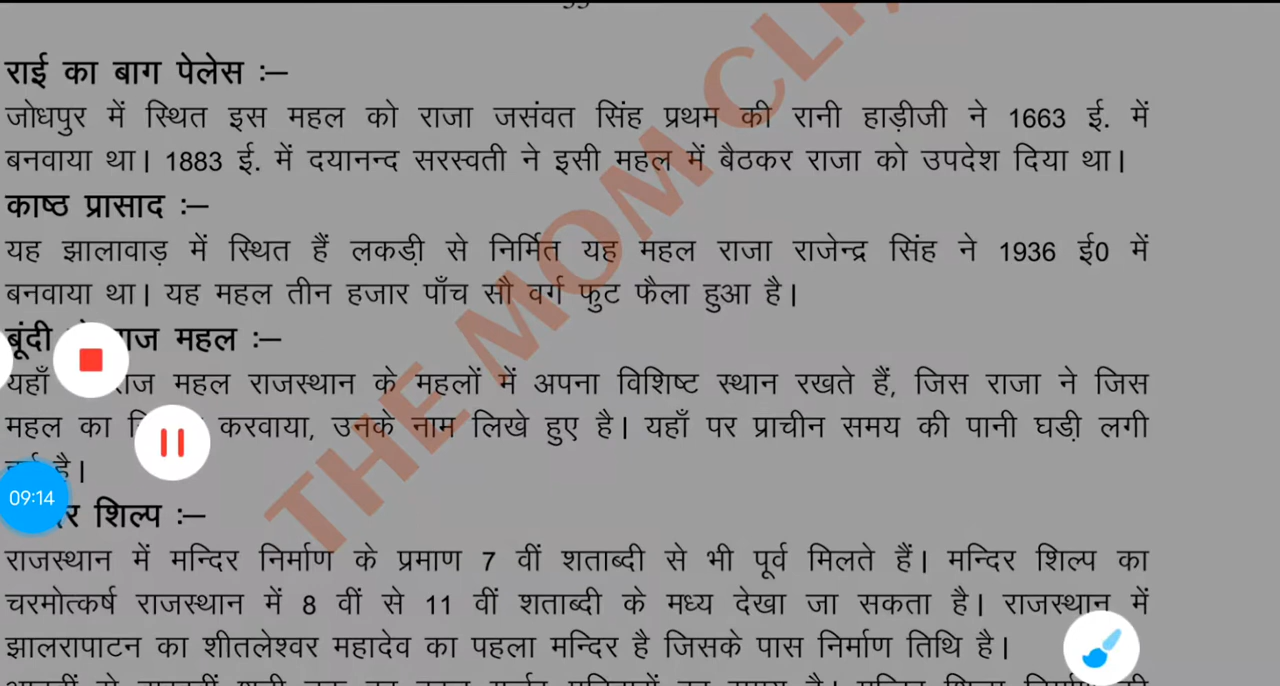 राई का बाग पेलेस :–
जोधपुर में स्थित इस महल को राजा जसंवत सिंह प्रथम की रानी हाड़ीजी ने 1663 ई. में
बनवाया था। 1883 ई. में दयानन्द सरस्वती ने इसी महल में बैठकर राजा को उपदेश दिया था।
काष्ठ प्रासाद :–
यह झालावाड़ में स्थित हैं लकड़ी से निर्मित यह महल राजा राजेन्द्र सिंह ने 1936 ई0 में
बनवाया था। यह महल तीन हजार पाँच सौ वर्ग फुट फैला हुआ है।
बूंदी महल :–
यहाँ राज महल राजस्थान के महलों में अपना विशिष्ट स्थान रखते हैं, जिस राजा ने जिस
महल का करवाया, उनके नाम लिखे हुए है। यहाँ पर प्राचीन समय की पानी घडी़ लगी
है।
09:14
शिल्प :–
राजस्थान में मन्दिर निर्माण के प्रमाण 7 वीं शताब्दी से भी पूर्व मिलते हैं। मन्दिर शिल्प का
चरमोत्कर्ष राजस्थान में 8 वीं से 11 वीं शताब्दी के मध्य देखा जा सकता है। राजस्थान में
झालरापाटन का शीतलेश्वर महादेव का पहला मन्दिर है जिसके पास निर्माण तिथि है।
THE MOM